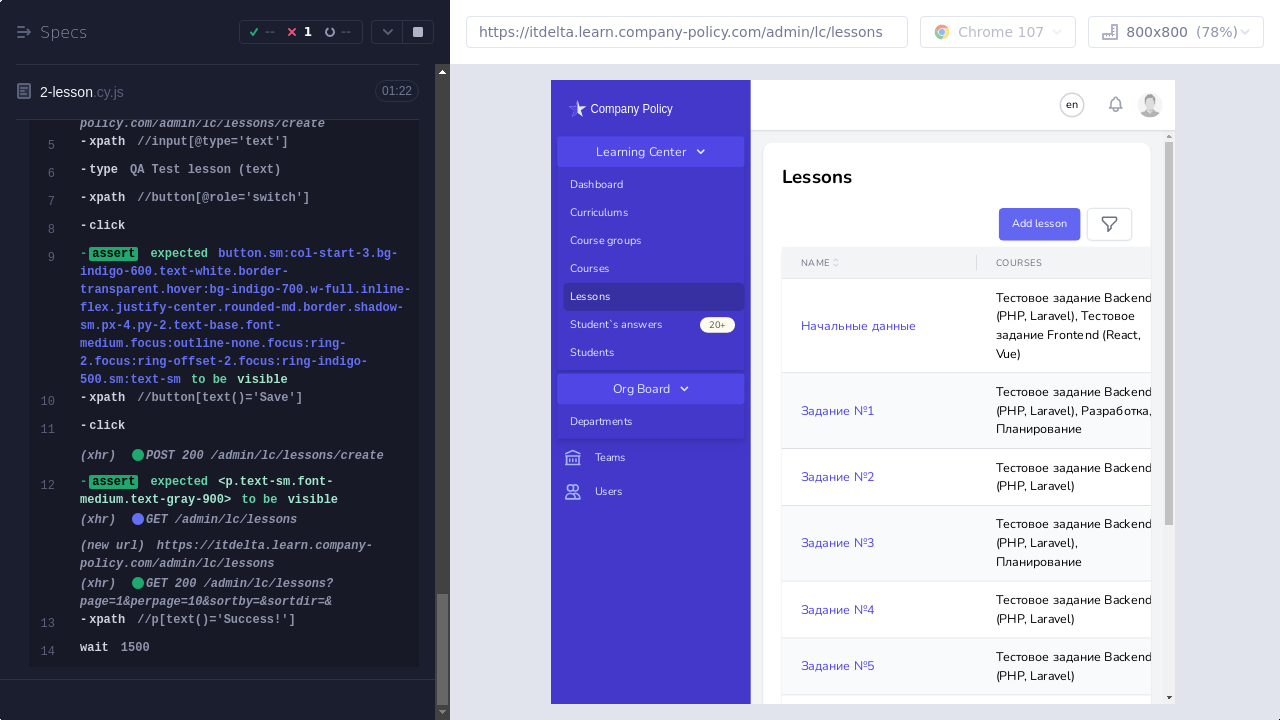 Specs
--
1
--
2-lesson.cy.js
01:22
policy.com/admin/lc/lessons/create
5 -xpath //input[@type='text']
6 -type QA Test lesson (text)
7 -xpath //button[@role='switch']
8 -click
9 -assert expected button.sm:col-start-3.bg-
indigo-600.text-white.border-
transparent.hover:bg-indigo-700.w-full.inline-
flex.justify-center.rounded-md.border.shadow-
sm.px-4.py-2.text-base.font-
medium.focus:outline-none.focus:ring-
2.focus:ring-offset-2.focus:ring-indigo-
500.sm:text-sm to be visible
10 -xpath //button[text()='Save']
11 -click
(xhr) POST 200 /admin/lc/lessons/create
12 -assert expected <p.text-sm.font-
medium.text-gray-900> to be visible
(xhr) GET /admin/lc/lessons
(new url) https://itdelta.learn.company-
policy.com/admin/lc/lessons
(xhr) GET 200 /admin/lc/lessons?
page=1&perpage=10&sortby=&sortdir=&
13 -xpath //p[text()='Success!']
14 wait 1500
https://itdelta.learn.company-policy.com/admin/lc/lessons
Chrome 107
800x800 (78%)
Company Policy
Learning Center
Dashboard
Curriculums
Course groups
Courses
Lessons
Student`s answers 20+
Students
Org Board
Departments
Teams
Users
en
Lessons
Add lesson
NAME COURSES
Начальные данные
Тестовое задание Backend
(PHP, Laravel), Тестовое
задание Frontend (React,
Vue)
Задание №1
Тестовое задание Backend
(PHP, Laravel), Разработка,
Планирование
Задание №2
Тестовое задание Backend
(PHP, Laravel)
Задание №3
Тестовое задание Backend
(PHP, Laravel),
Планирование
Задание №4
Тестовое задание Backend
(PHP, Laravel)
Задание №5
Тестовое задание Backend
(PHP, Laravel)